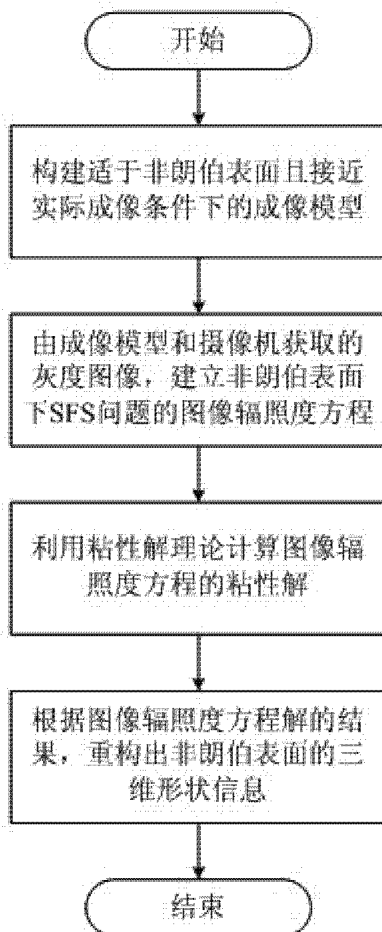 开始
构建适于非朗伯表面且接近
实际成像条件下的成像模型
由成像模型和摄像机获取的
灰度图像，建立非朗伯表面
下SFS问题的图像辐照度方程
利用粘性解理论计算图像辐
照度方程的粘性解
根据图像辐照度方程解的结
果，重构出非朗伯表面的三
维形状信息
结束